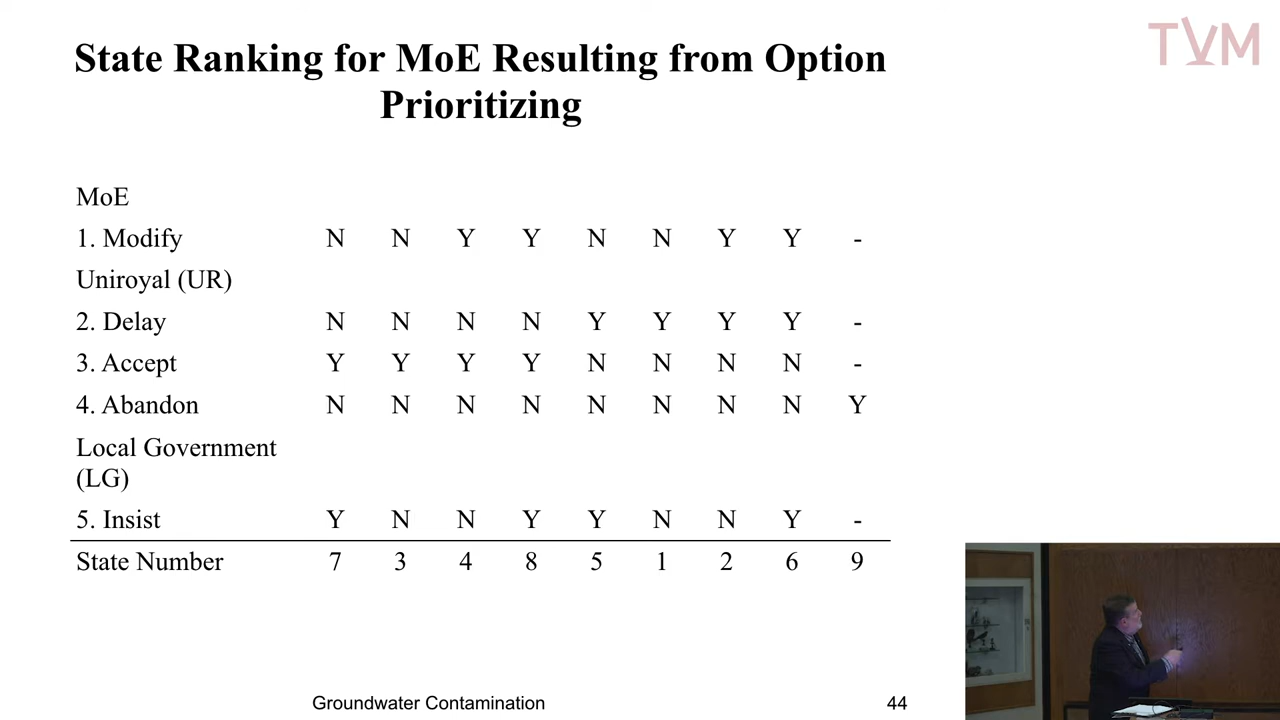 TVM
State Ranking for MoE Resulting from Option
Prioritizing
MoE
1. Modify N N Y Y N N Y Y -
Uniroyal (UR)
2. Delay N N N N Y Y Y Y -
3. Accept Y Y Y Y N N N N -
4. Abandon N N N N N N N N Y
Local Government
(LG)
5. Insist Y N N Y Y N N Y -
State Number 7 3 4 8 5 1 2 6 9
Groundwater Contamination 44